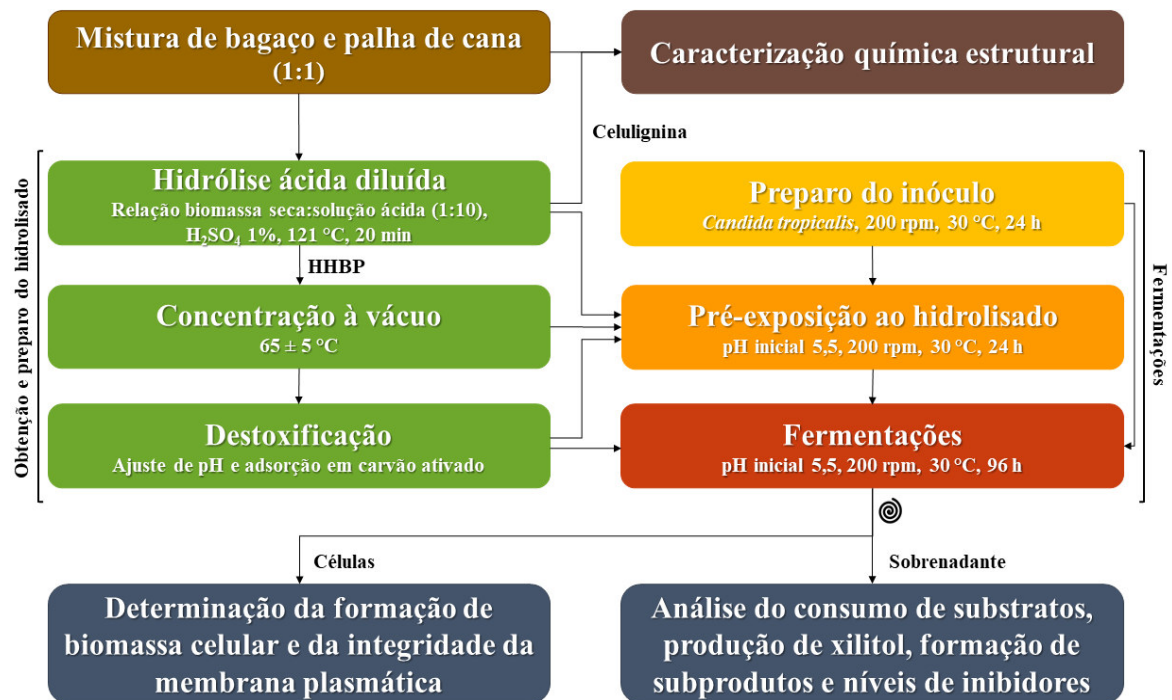 Mistura de bagaço e palha de cana
(1:1)
Caracterização química estrutural
Celulignina
Obtenção e preparo do hidrolisado
Hidrólise ácida diluída
Relação biomassa seca:solução ácida (1:10),
H₂SO₄ 1%, 121 °C, 20 min
HHBP
Concentração à vácuo
65 ± 5 °C
Destoxificação
Ajuste de pH e adsorção em carvão ativado
Preparo do inóculo
Candida tropicalis, 200 rpm, 30 °C, 24 h
Pré-exposição ao hidrolisado
pH inicial 5,5, 200 rpm, 30 °C, 24 h
Fermentações
pH inicial 5,5, 200 rpm, 30 °C, 96 h
Fermentações
Células
Sobrenadante
Determinação da formação de
biomassa celular e da integridade da
membrana plasmática
Análise do consumo de substratos,
produção de xilitol, formação de
subprodutos e níveis de inibidores